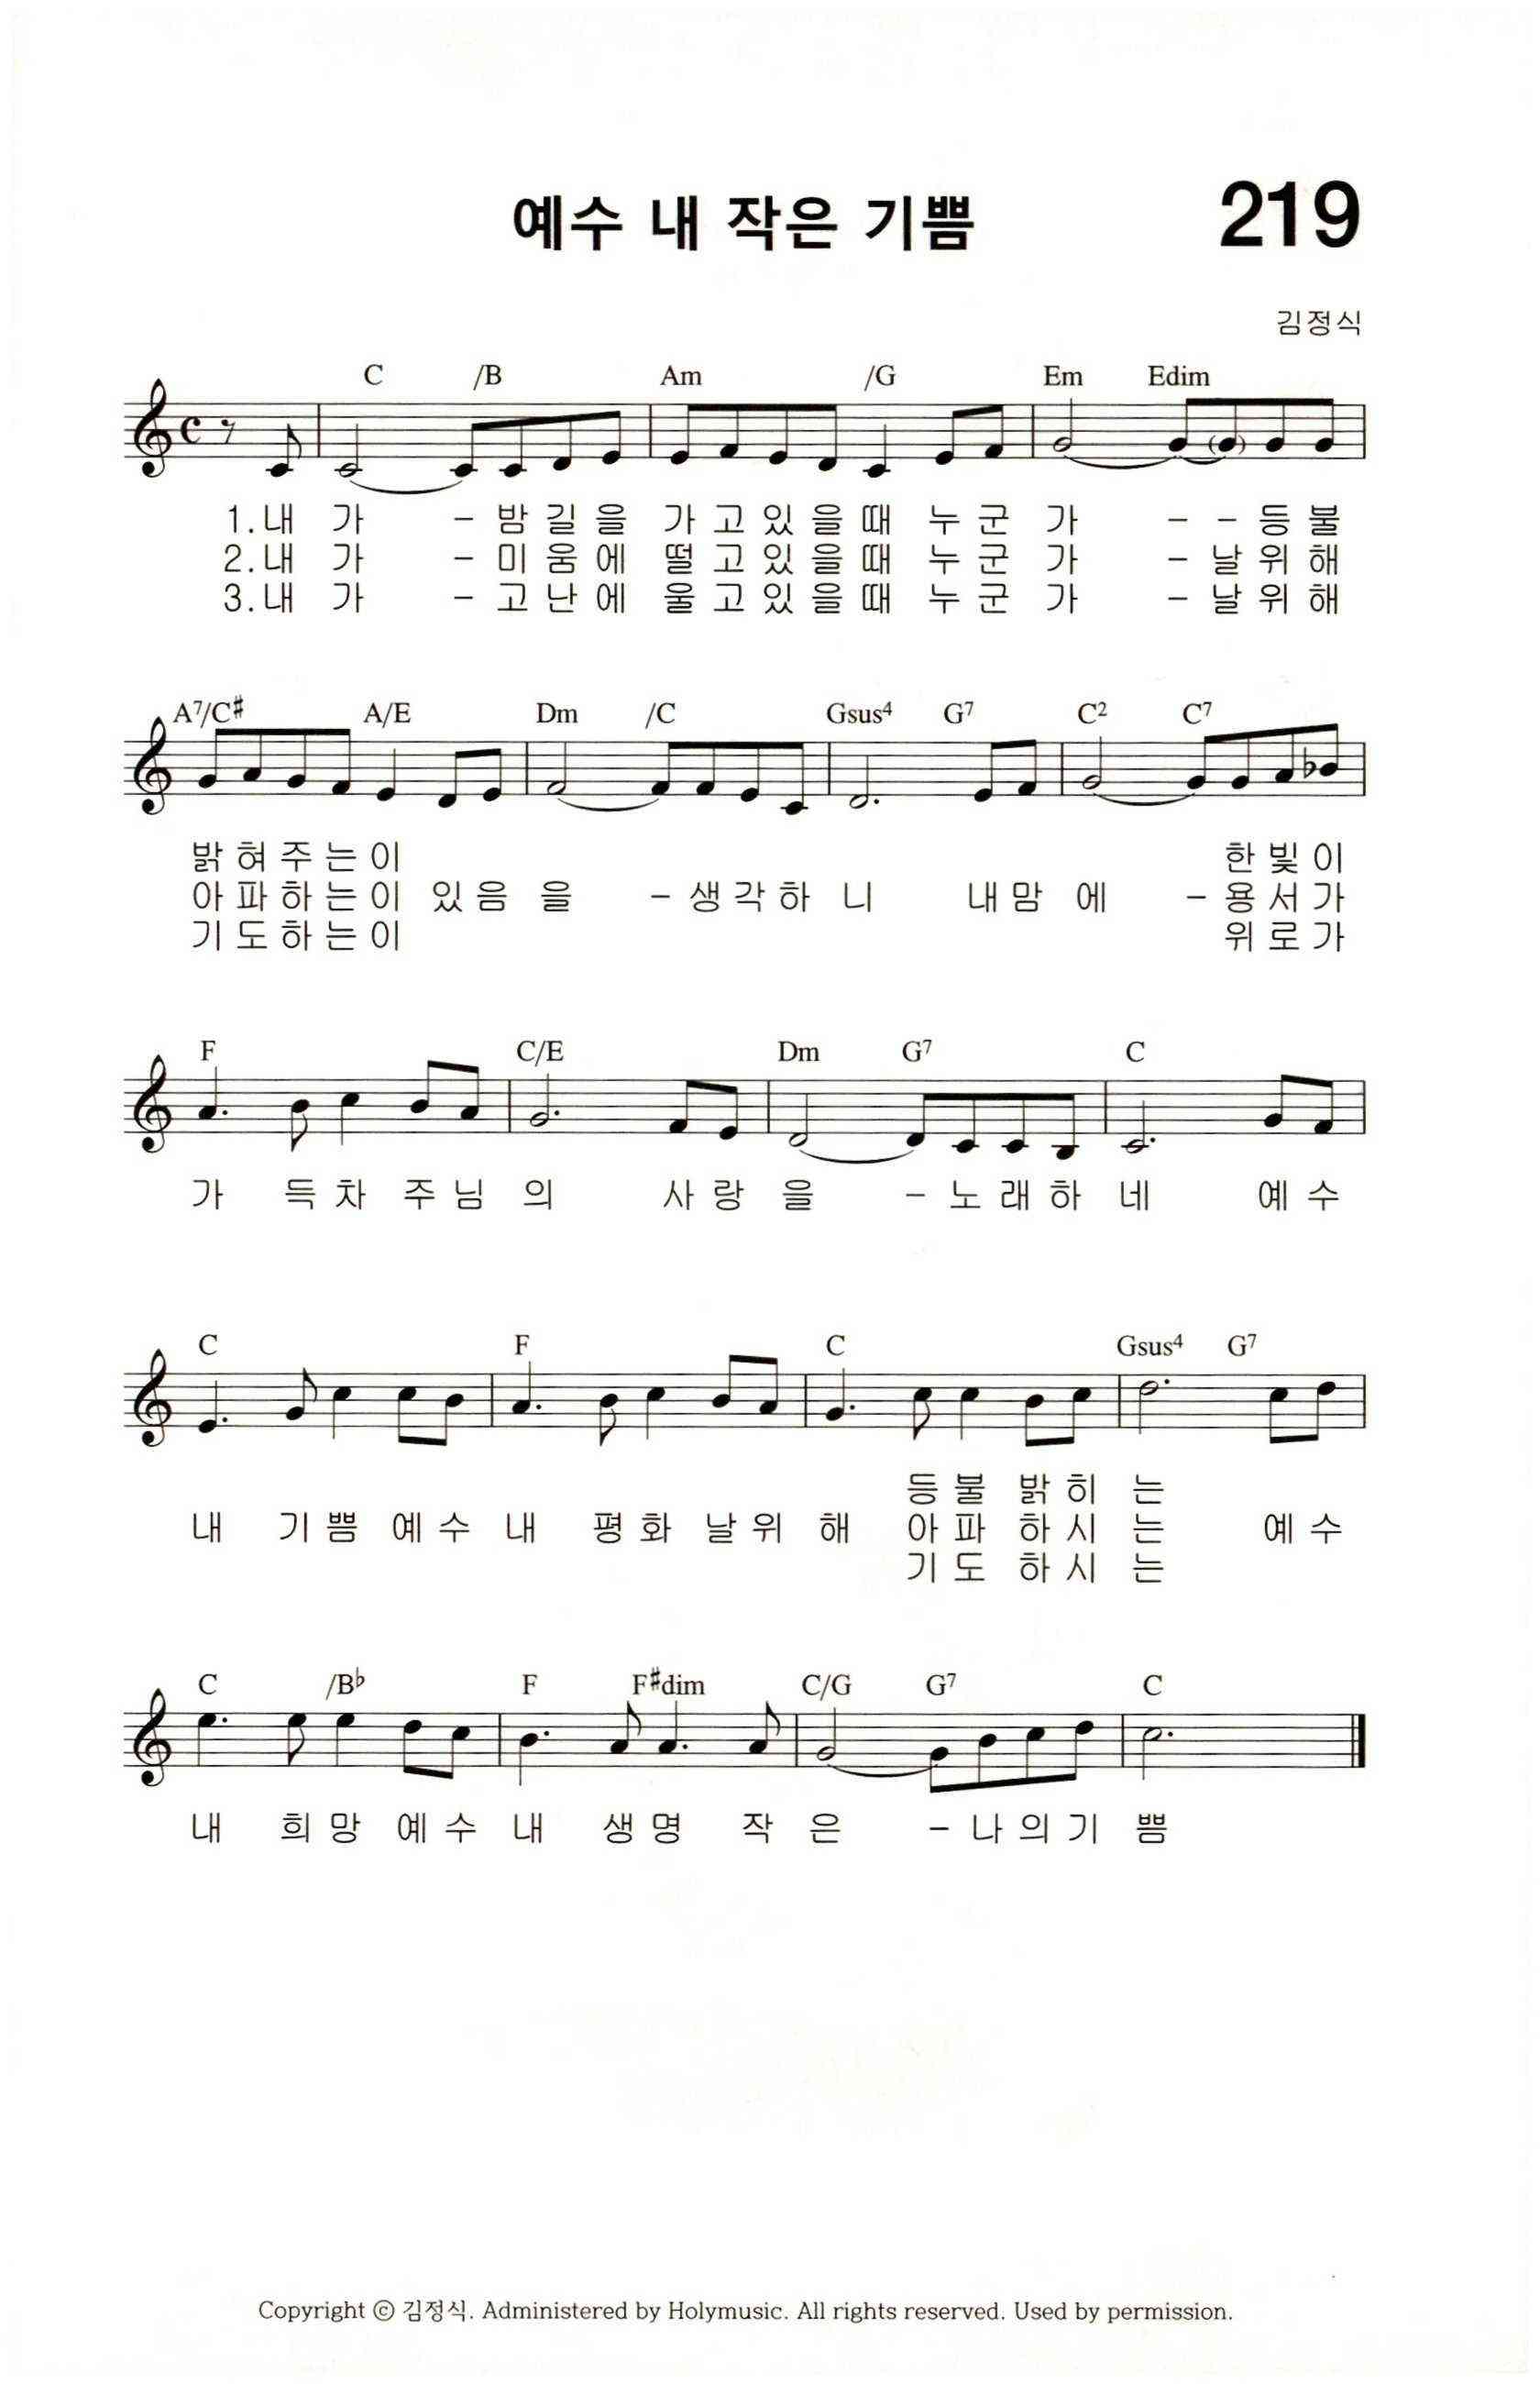 예수 내 작은 기쁨
219
김정식
C /B Am /G Em Edim
1.내 가 - 밤 길 을 가 고 있 을 때 누 군 가 - - 등 불
2.내 가 - 미 움 에 떨 고 있 을 때 누 군 가 - 날 위 해
3.내 가 - 고 난 에 울 고 있 을 때 누 군 가 - 날 위 해
A7/C♯ A/E Dm /C Gsus4 G7 C2 C7
밝 혀 주 는 이 한 빛 이
아 파 하 는 이 있 음 을 - 생 각 하 니 내 맘 에 - 용 서 가
기 도 하 는 이 위 로 가
F C/E Dm G7 C
가 득 차 주 님 의 사 랑 을 - 노 래 하 네 예 수
C F C Gsus4 G7
등 불 밝 히 는
내 기 쁨 예 수 내 평 화 날 위 해 아 파 하 시 는 예 수
기 도 하 시 는
C /B♭ F F♯dim C/G G7 C
내 희 망 예 수 내 생 명 작 은 - 나 의 기 쁨
Copyright ⓒ 김정식. Administered by Holymusic. All rights reserved. Used by permission.